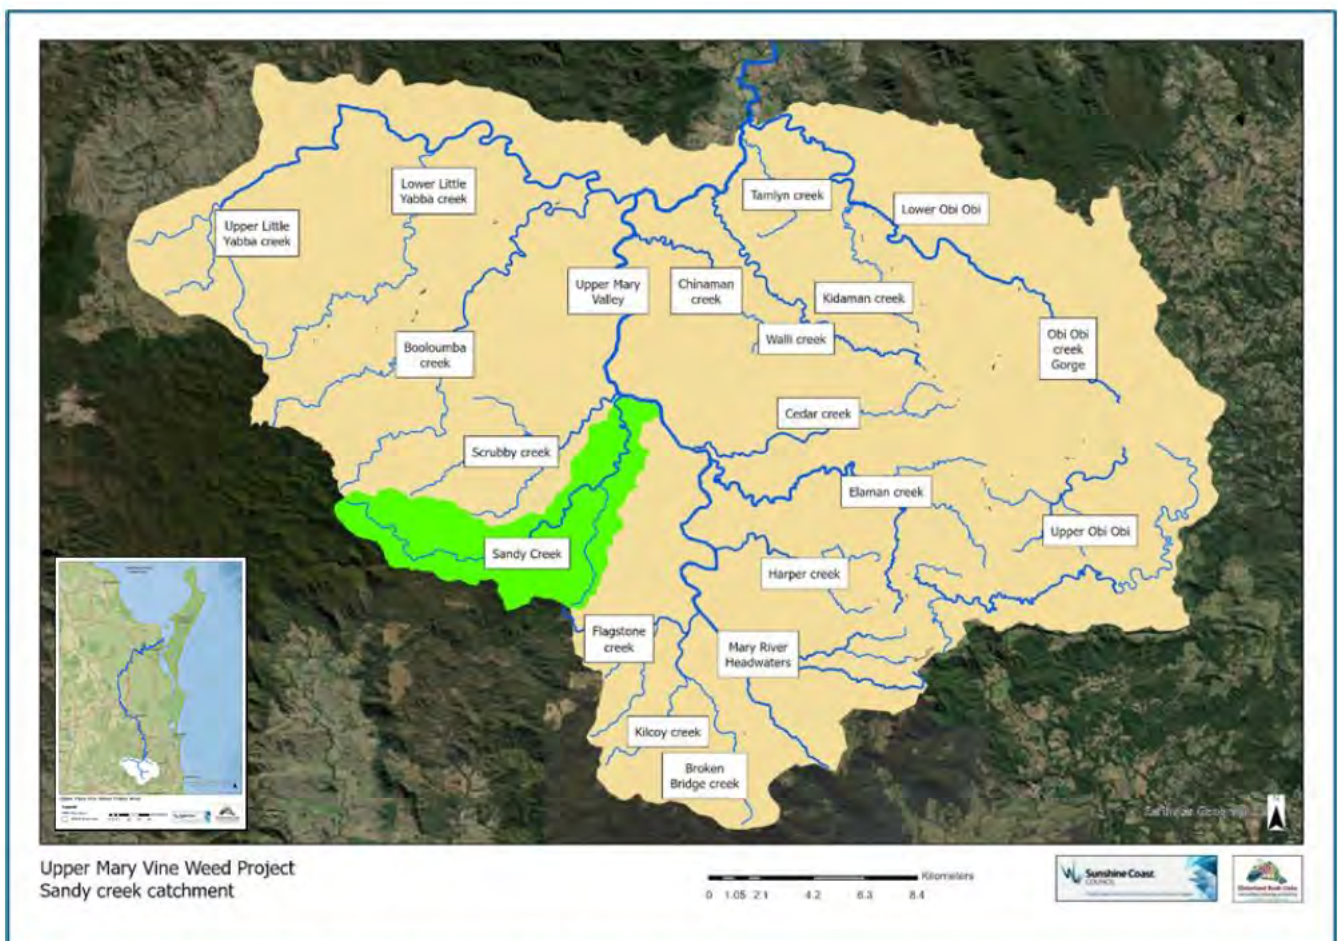 Lower Little
Yabba creek
Tamlyn creek
Lower Obi Obi
Upper Little
Yabba creek
Upper Mary
Valley
Chinaman
creek
Kidaman creek
Booloumba
creek
Walli creek
Obi Obi
creek
Gorge
Cedar creek
Scrubby creek
Elaman creek
Upper Obi Obi
Sandy Creek
Harper creek
Flagstone
creek
Mary River
Headwaters
Kilcoy creek
Broken
Bridge creek
Upper Mary Vine Weed Project
Sandy creek catchment
Kilometers
0 1.05 2.1 4.2 6.3 8.4
Sunshine Coast
COUNCIL